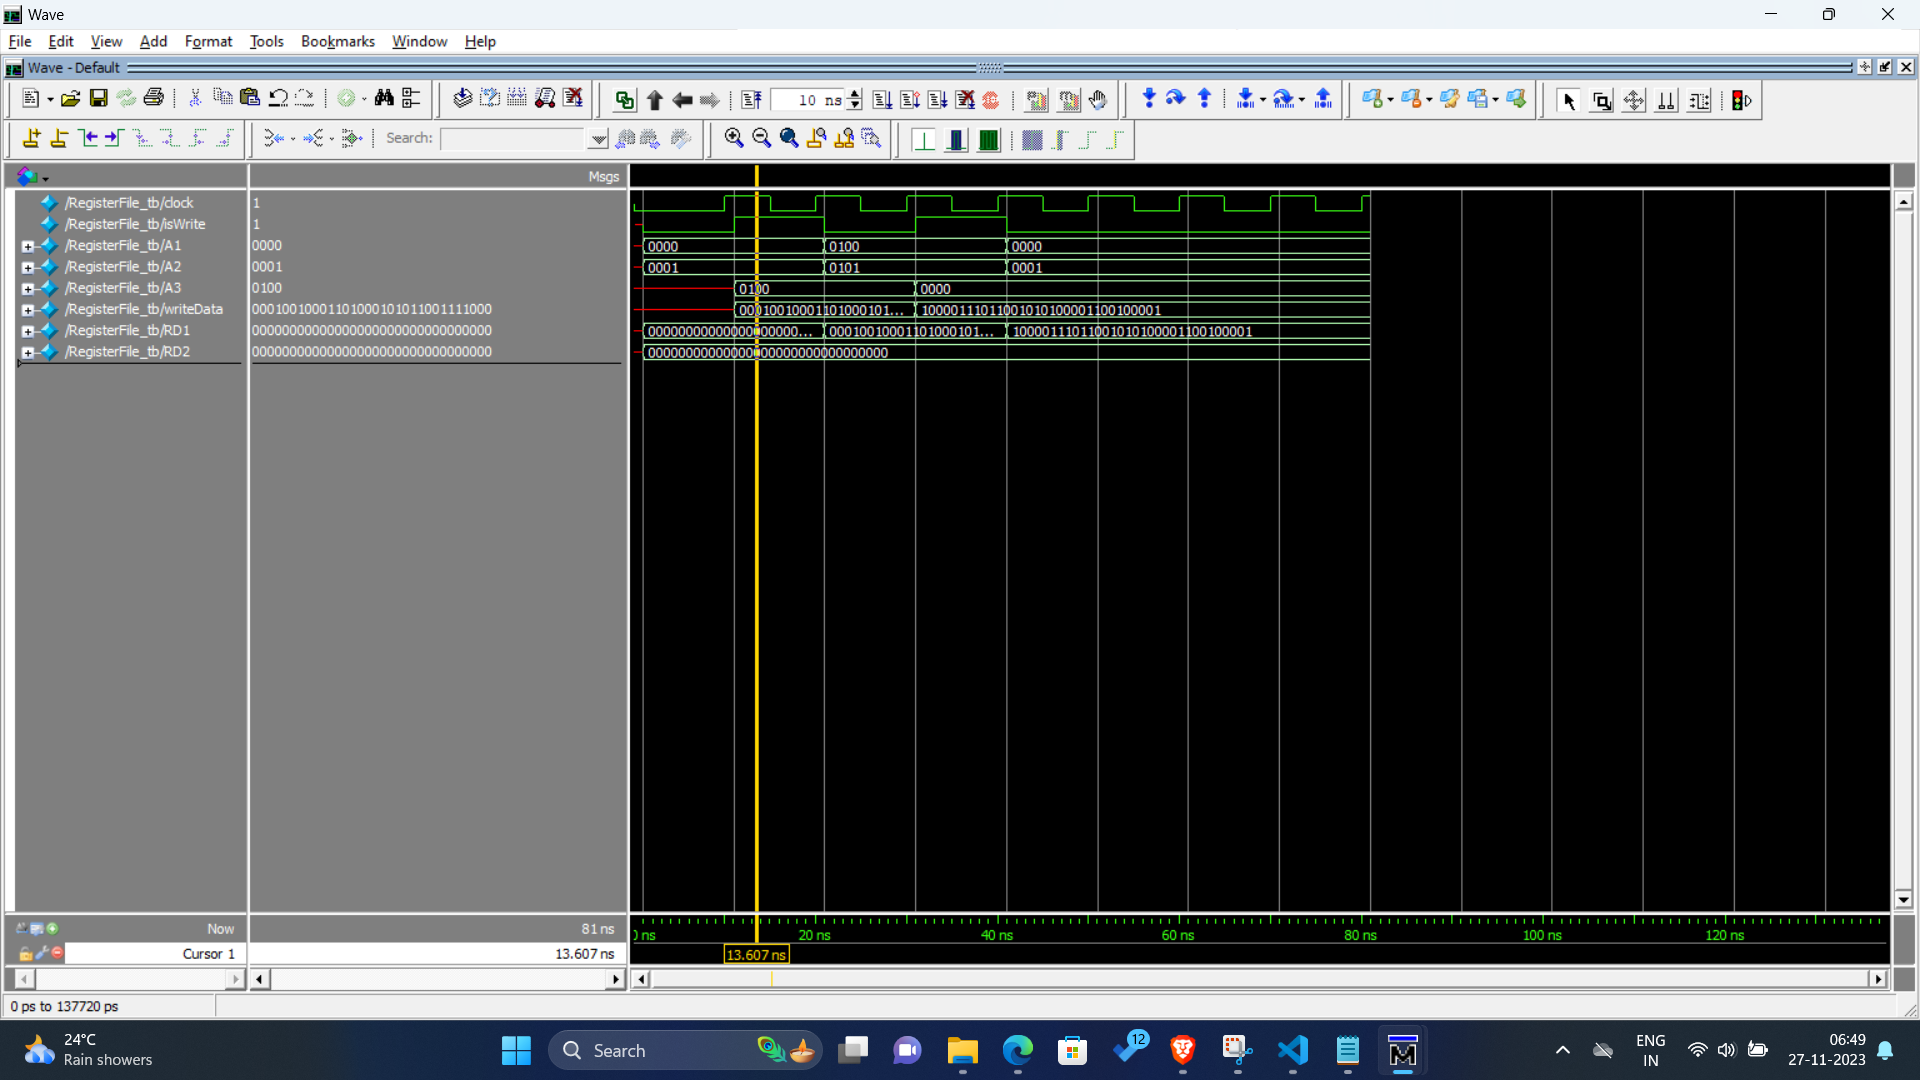 Wave
File Edit View Add Format Tools Bookmarks Window Help
Wave - Default
10 ns
Search:
Msgs
/RegisterFile_tb/clock 1
/RegisterFile_tb/isWrite 1
/RegisterFile_tb/A1 0000 0000 0100 0000
/RegisterFile_tb/A2 0001 0001 0101 0001
/RegisterFile_tb/A3 0100 0100 0000
/RegisterFile_tb/writeData 00010010001101000101011001111000 00010010001101000101... 10000111011001010100001100100001
/RegisterFile_tb/RD1 00000000000000000000000000000000 00000000000000000000... 00010010001101000101... 10000111011001010100001100100001
/RegisterFile_tb/RD2 00000000000000000000000000000000 00000000000000000000000000000000
Now 81 ns 20 ns 40 ns 60 ns 80 ns 100 ns 120 ns
Cursor 1 13.607 ns 13.607 ns
0 ps to 137720 ps
24°C
Rain showers
Search
12
ENG
IN
06:49
27-11-2023